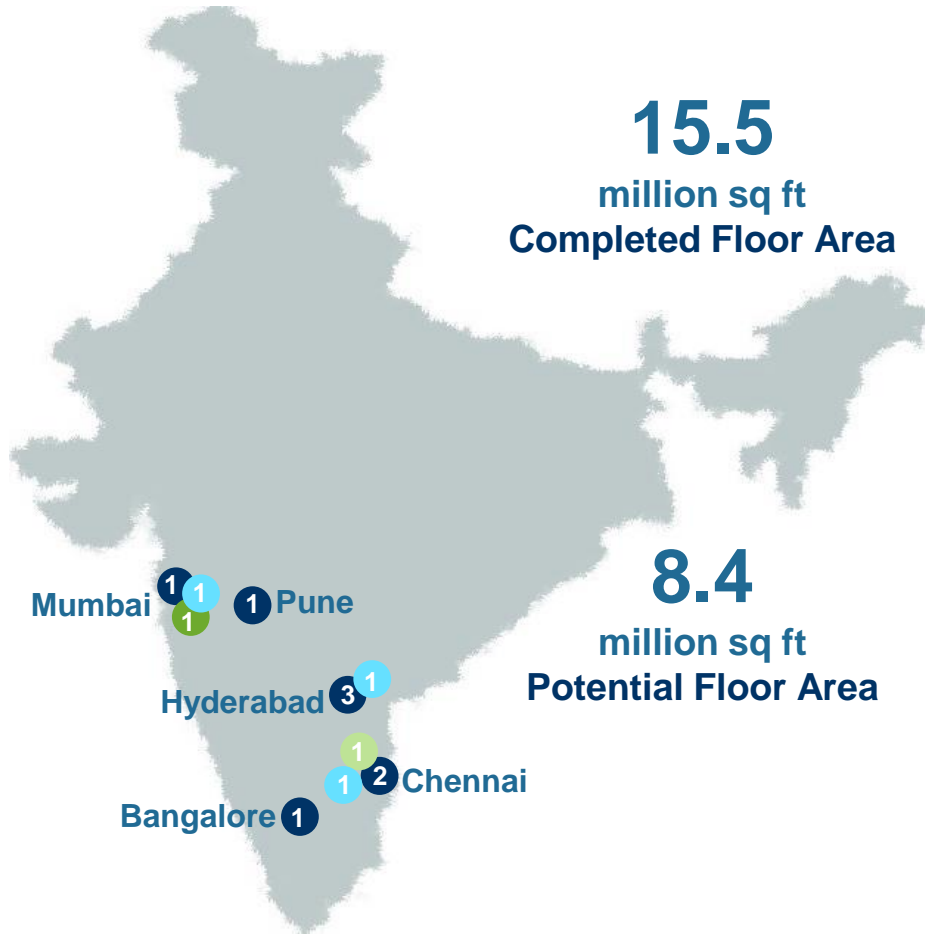 15.5
million sq ft
Completed Floor Area
8.4
million sq ft
Potential Floor Area
1
1
Mumbai
1
1 Pune
1
Hyderabad 3
1
2 Chennai
1
Bangalore 1